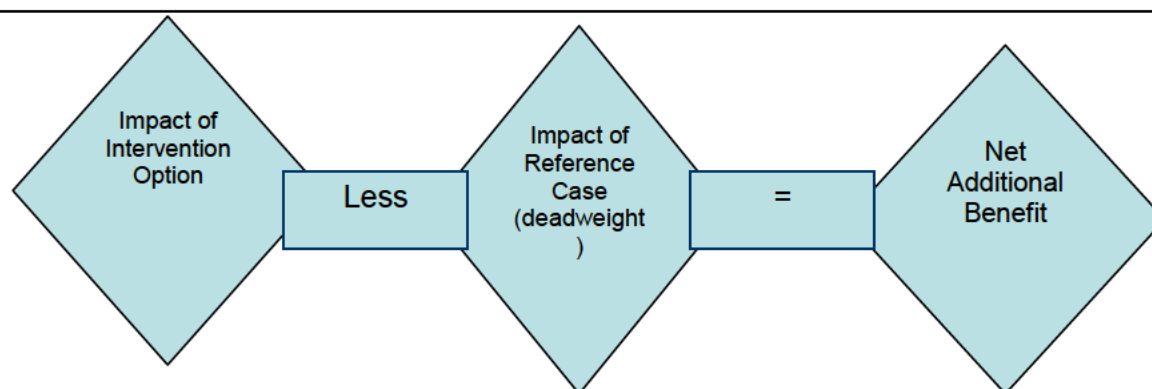 Impact of
Intervention
Option
Less
Impact of
Reference
Case
(deadweight
)
=
Net
Additional
Benefit